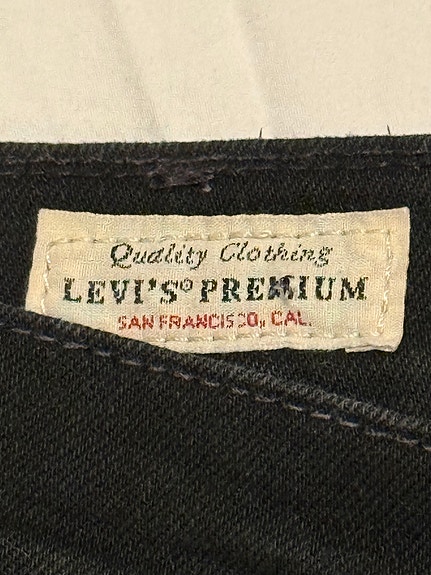 Quality Clothing
LEVI'S® PREMIUM
SAN FRANCISCO, CAL.